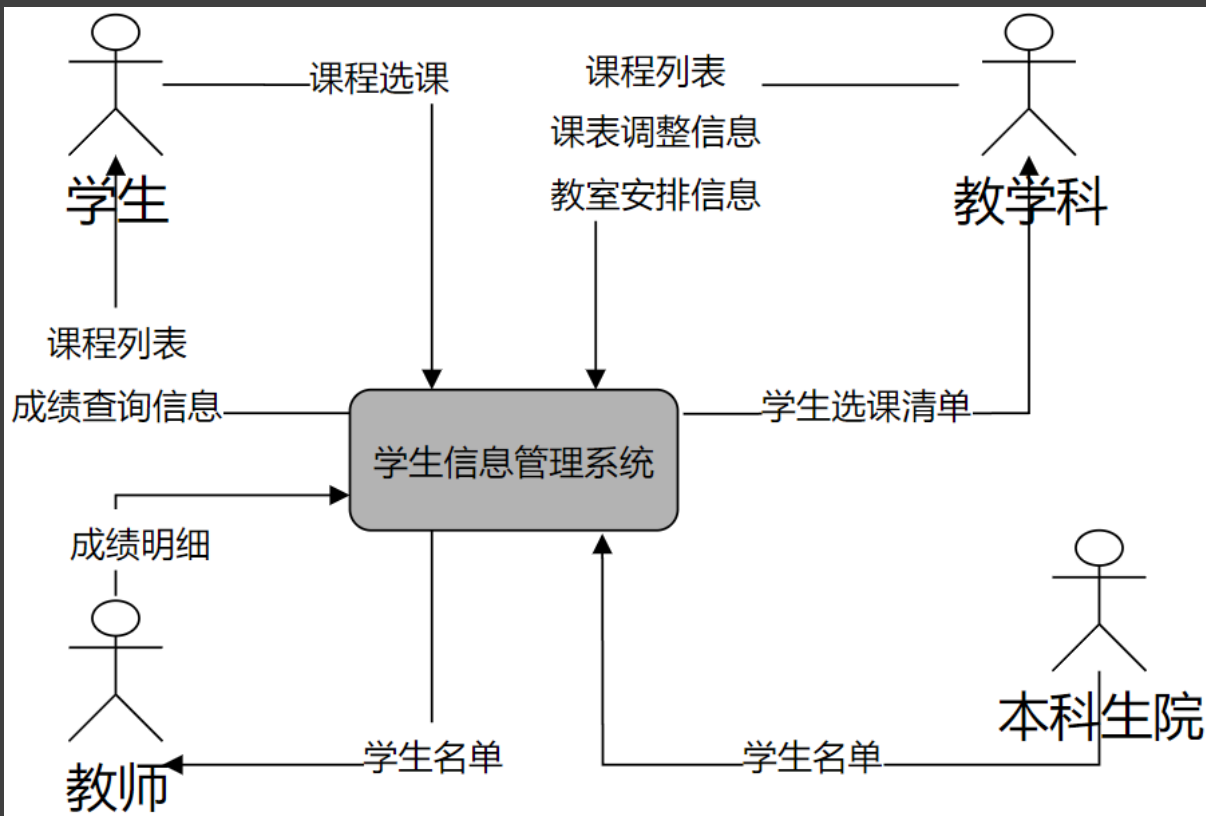 课程选课
课程列表
课表调整信息
教室安排信息
学生
教学科
课程列表
成绩查询信息
学生选课清单
学生信息管理系统
成绩明细
本科生院
学生名单
学生名单
教师